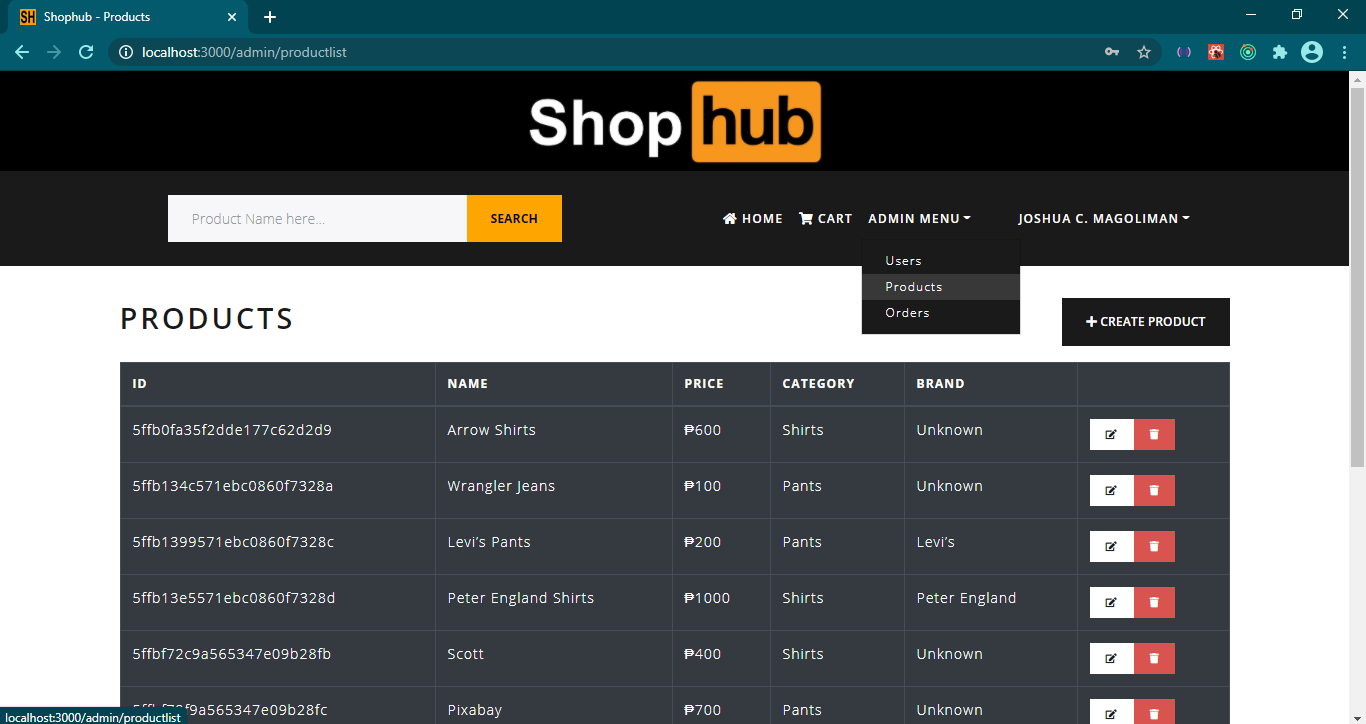 SH Shophub - Products
localhost:3000/admin/productlist
Shop hub
Product Name here...
SEARCH
HOME
CART
ADMIN MENU
JOSHUA C. MAGOLIMAN
Users
Products
Orders
PRODUCTS
CREATE PRODUCT
ID NAME PRICE CATEGORY BRAND
5ffb0fa35f2dde177c62d2d9 Arrow Shirts ₱600 Shirts Unknown
5ffb134c571ebc0860f7328a Wrangler Jeans ₱100 Pants Unknown
5ffb1399571ebc0860f7328c Levi's Pants ₱200 Pants Levi's
5ffb13e5571ebc0860f7328d Peter England Shirts ₱1000 Shirts Peter England
5ffbf72c9a565347e09b28fb Scott ₱400 Shirts Unknown
Pixabay ₱700 Pants Unknown
localhost:3000/admin/productlist